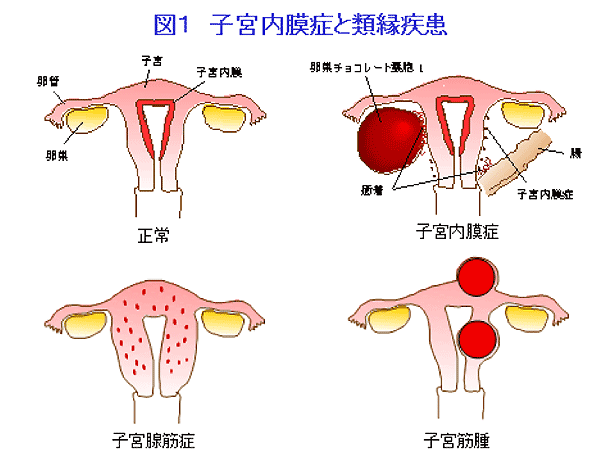 図1 子宮内膜症と類縁疾患
子宮
卵管
子宮内膜
卵巣
正常
卵巣チョコレート嚢胞
腸
癒着
子宮内膜症
子宮内膜症
子宮腺筋症
子宮筋腫